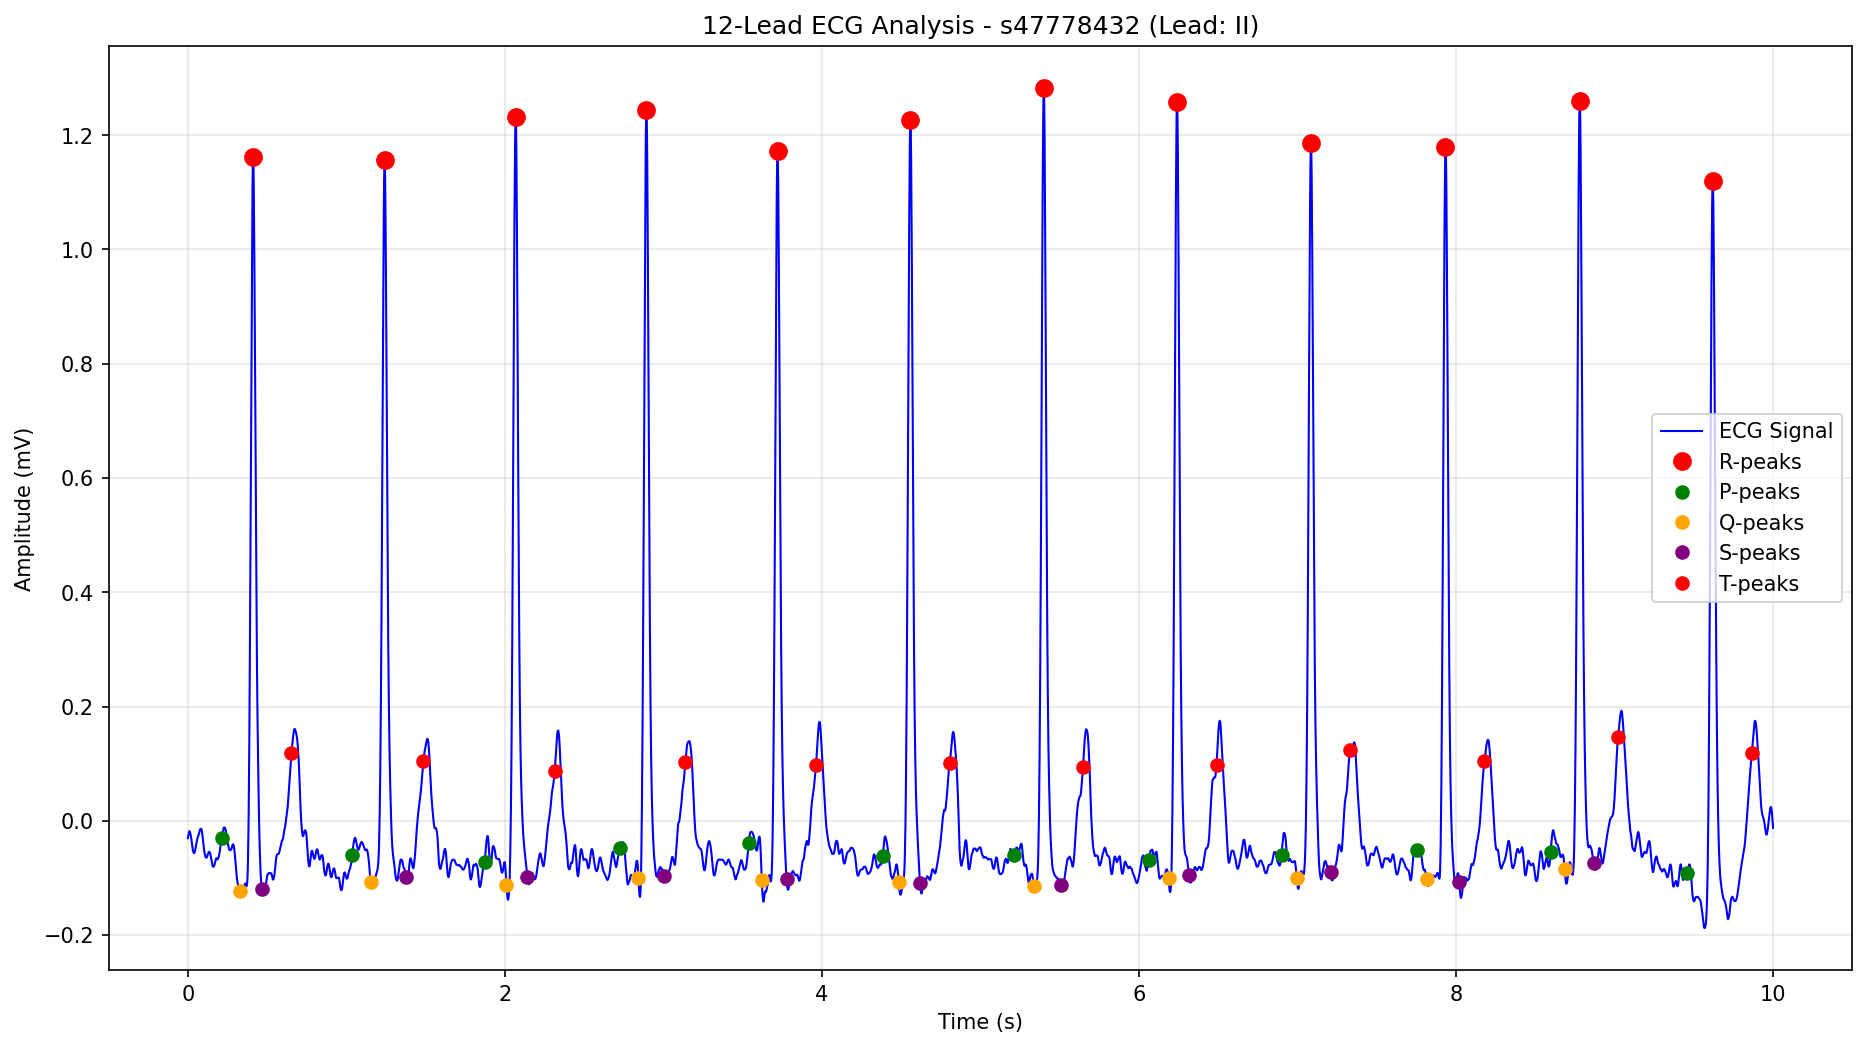 12-Lead ECG Analysis - s47778432 (Lead: II)
Amplitude (mV)
1.2
1.0
0.8
0.6
0.4
0.2
0.0
−0.2
ECG Signal
R-peaks
P-peaks
Q-peaks
S-peaks
T-peaks
0 2 4 6 8 10
Time (s)